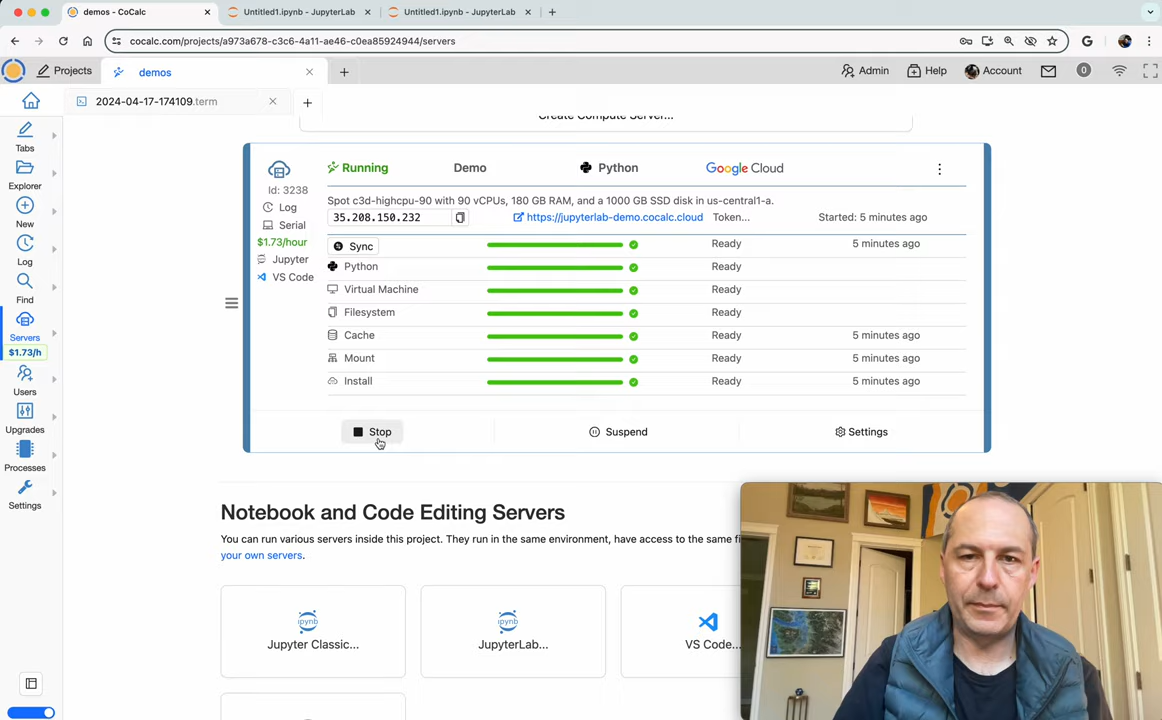 demos - CoCalc
Untitled1.ipynb - JupyterLab
Untitled1.ipynb - JupyterLab
cocalc.com/projects/a973a678-c3c6-4a11-ae46-c0ea85924944/servers
Projects
demos
Admin
Help
Account
0
2024-04-17-174109.term
Tabs
Explorer
New
Log
Find
Servers
$1.73/h
Users
Upgrades
Processes
Settings
Create Compute Server...
Id: 3238
Log
Serial
$1.73/hour
Jupyter
VS Code
Running
Demo
Python
Google Cloud
Spot c3d-highcpu-90 with 90 vCPUs, 180 GB RAM, and a 1000 GB SSD disk in us-central1-a.
35.208.150.232
https://jupyterlab-demo.cocalc.cloud
Token...
Started: 5 minutes ago
Sync Ready 5 minutes ago
Python Ready
Virtual Machine Ready
Filesystem Ready
Cache Ready 5 minutes ago
Mount Ready 5 minutes ago
Install Ready 5 minutes ago
Stop
Suspend
Settings
Notebook and Code Editing Servers
You can run various servers inside this project. They run in the same environment, have access to the same
your own servers.
ipynb
Jupyter Classic...
ipynb
JupyterLab...
VS Code...